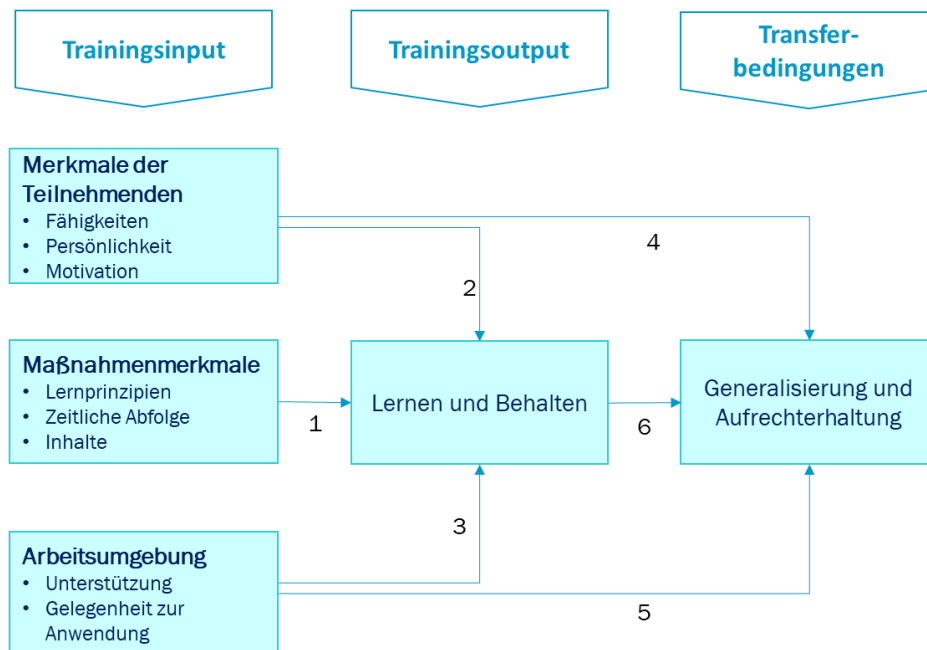 Trainingsinput
Trainingsoutput
Transfer-
bedingungen
Merkmale der
Teilnehmenden
• Fähigkeiten
• Persönlichkeit
• Motivation
4
2
Maßnahmenmerkmale
• Lernprinzipien
• Zeitliche Abfolge
• Inhalte
1
Lernen und Behalten
6
Generalisierung und
Aufrechterhaltung
3
Arbeitsumgebung
• Unterstützung
• Gelegenheit zur
Anwendung
5